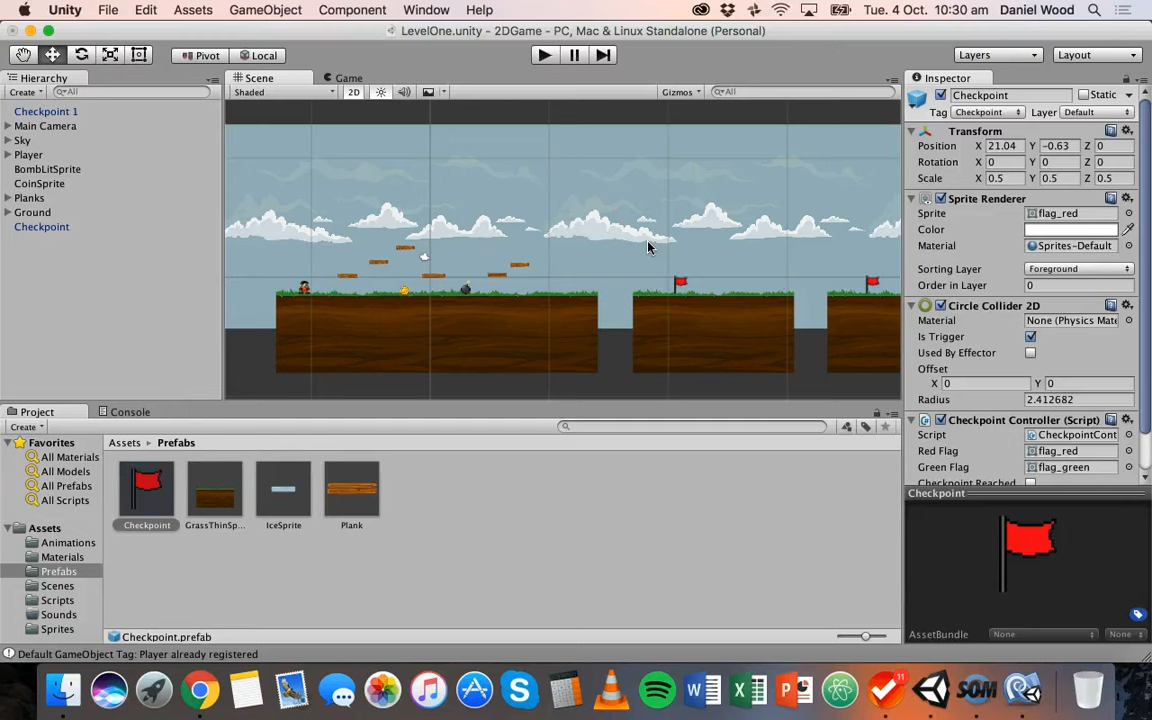 Unity File Edit Assets GameObject Component Window Help Tue. 4 Oct. 10:30 am Daniel Wood
LevelOne.unity - 2DGame - PC, Mac & Linux Standalone (Personal)
Pivot Local Layers Layout
Hierarchy
Create All
Checkpoint 1
Main Camera
Sky
Player
BombLitSprite
CoinSprite
Planks
Ground
Checkpoint
Scene Game
Shaded 2D Gizmos All
Inspector
Checkpoint Static
Tag Checkpoint Layer Default
Transform
Position X 21.04 Y -0.63 Z 0
Rotation X 0 Y 0 Z 0
Scale X 0.5 Y 0.5 Z 0.5
Sprite Renderer
Sprite flag_red
Color
Material Sprites-Default
Sorting Layer Foreground
Order in Layer 0
Circle Collider 2D
Material None (Physics Mate
Is Trigger
Used By Effector
Offset
X 0 Y 0
Radius 2.412682
Checkpoint Controller (Script)
Script CheckpointCont
Red Flag flag_red
Green Flag flag_green
Checkpoint Reached
Checkpoint
AssetBundle None None
Project Console
Create
Favorites
All Materials
All Models
All Prefabs
All Scripts
Assets
Animations
Materials
Prefabs
Scenes
Scripts
Sounds
Sprites
Assets Prefabs
Checkpoint GrassThinSp... IceSprite Plank
Checkpoint.prefab
Default GameObject Tag: Player already registered
11
SOM